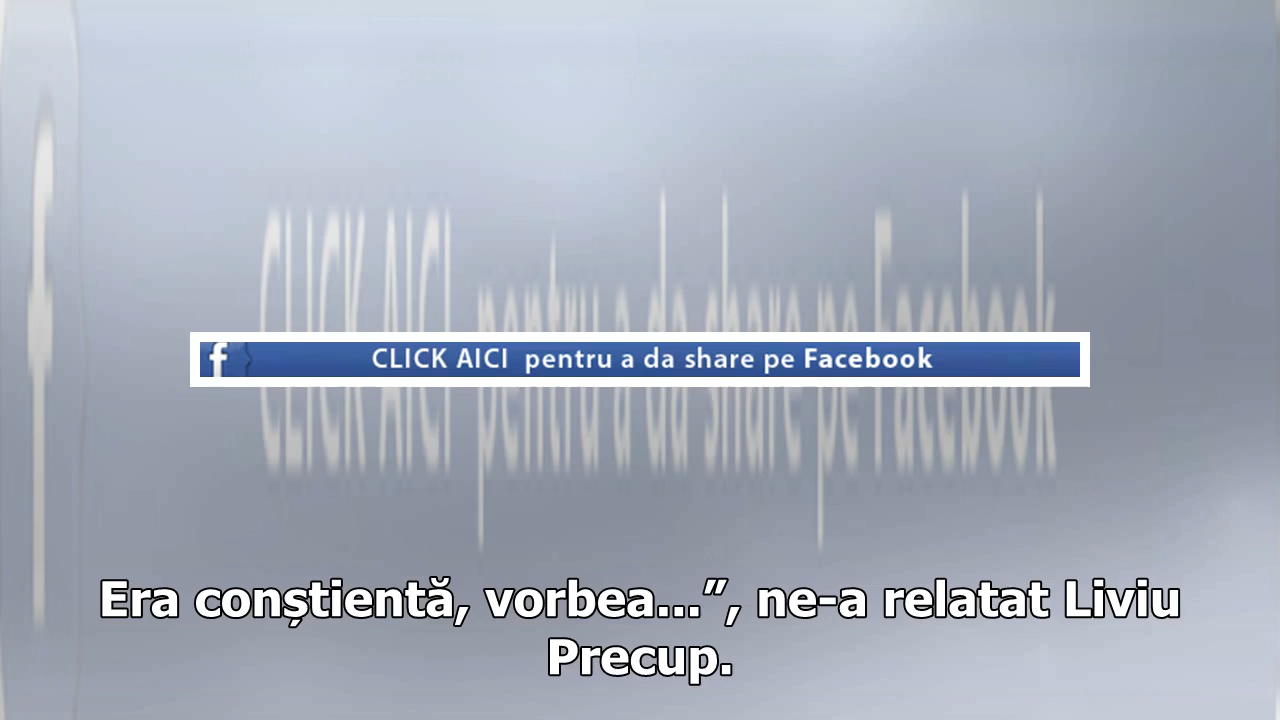 CLICK AICI pentru a da share pe Facebook
Era conștientă, vorbea...”, ne-a relatat Liviu
Precup.